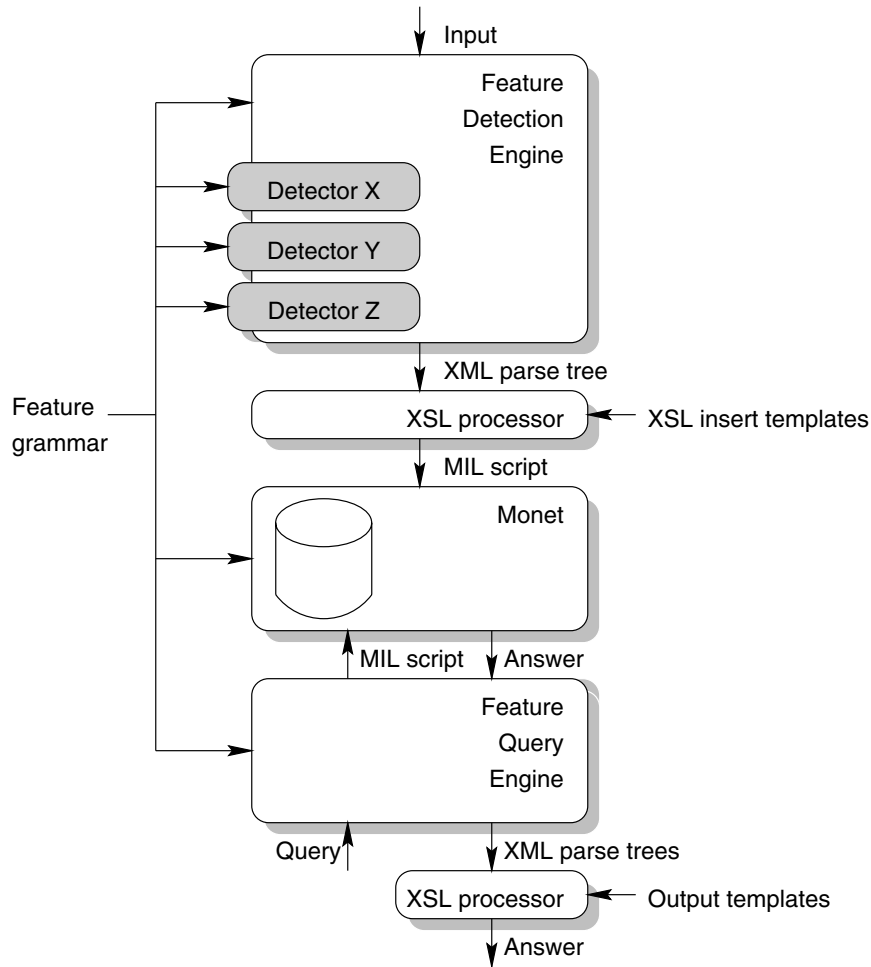 Input
Feature
Detection
Engine
Detector X
Detector Y
Detector Z
XML parse tree
Feature
grammar
XSL processor
XSL insert templates
MIL script
Monet
MIL script
Answer
Feature
Query
Engine
Query
XML parse trees
XSL processor
Output templates
Answer